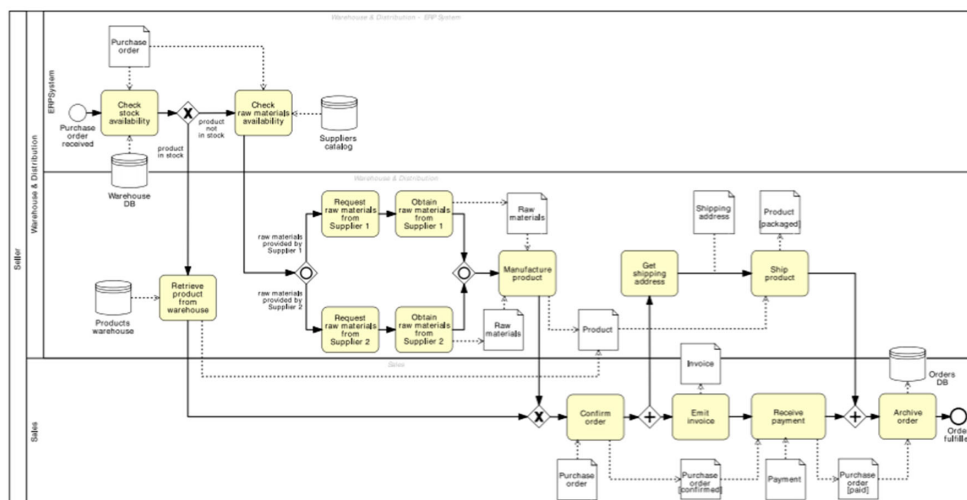 Warehouse & Distribution - ERP System
Purchase
order
ERPSystem
Check
stock
availability
X
product
not
in stock
Check
raw materials
availability
Purchase
order
received
product
in stock
Suppliers
catalog
Warehouse
DB
Seller
Warehouse & Distribution
Warehouse & Distribution
Request
raw materials
from
Supplier 1
Obtain
raw materials
from
Supplier 1
Raw
materials
Shipping
address
Product
[packaged]
raw materials
provided by
Supplier 1
Manufacture
product
Get
shipping
address
Ship
product
Retrieve
product
from
warehouse
raw materials
provided by
Supplier 2
Products
warehouse
Request
raw materials
from
Supplier 2
Obtain
raw materials
from
Supplier 2
Raw
materials
Product
Sales
Sales
Invoice
Orders
DB
X
Confirm
order
+
Emit
invoice
Receive
payment
+
Archive
order
Order
fulfille
Purchase
order
Purchase
order
[confirmed]
Payment
Purchase
order
[paid]